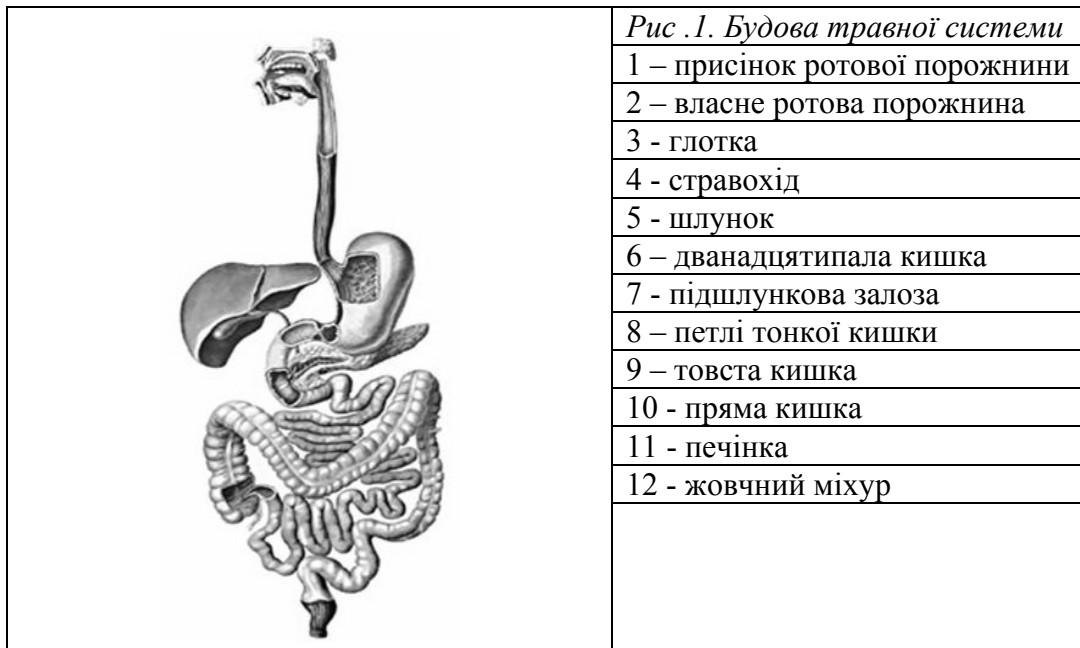 Рис .1. Будова травної системи
1 – присінок ротової порожнини
2 – власне ротова порожнина
3 - глотка
4 - стравохід
5 - шлунок
6 – дванадцятипала кишка
7 - підшлункова залоза
8 – петлі тонкої кишки
9 – товста кишка
10 - пряма кишка
11 - печінка
12 - жовчний міхур